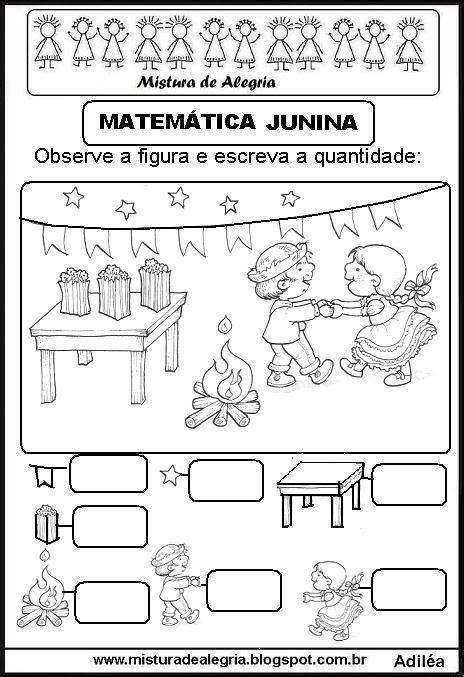 Mistura de Alegria
MATEMÁTICA JUNINA
Observe a figura e escreva a quantidade:
www.misturadealegria.blogspot.com.br
Adiléa